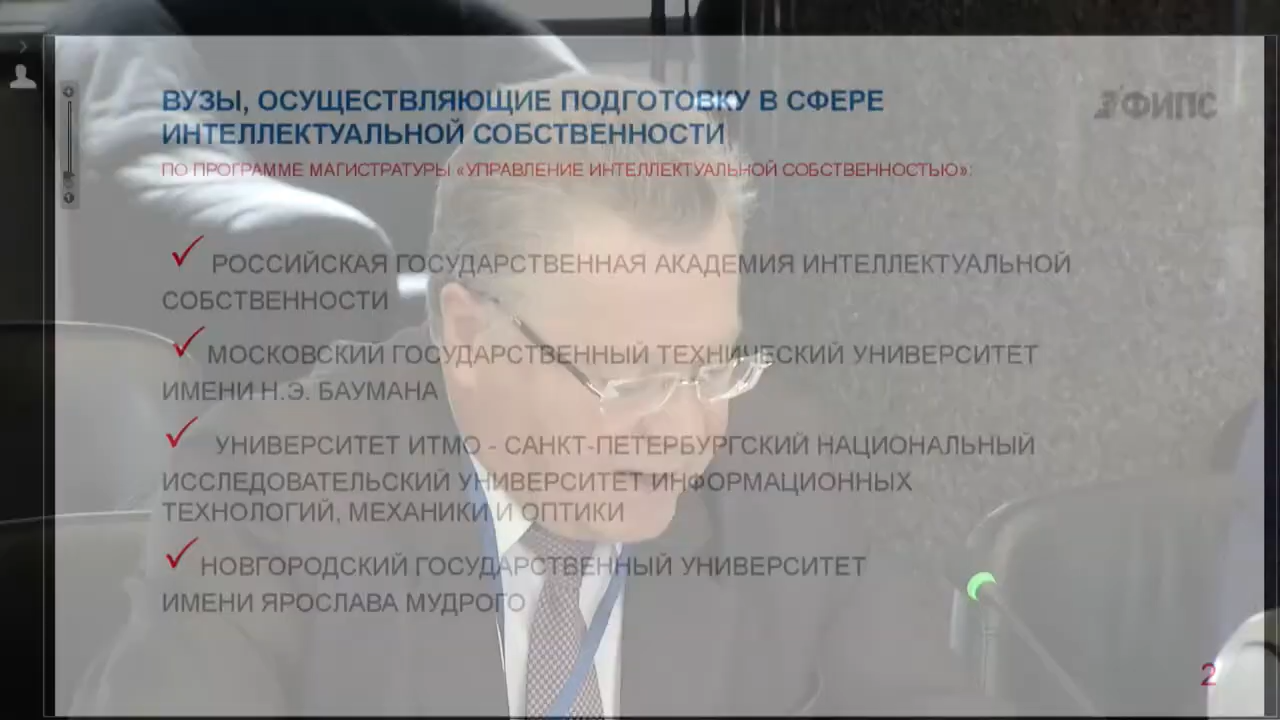 ВУЗЫ, ОСУЩЕСТВЛЯЮЩИЕ ПОДГОТОВКУ В СФЕРЕ
ИНТЕЛЛЕКТУАЛЬНОЙ СОБСТВЕННОСТИ
ФИПС
ПО ПРОГРАММЕ МАГИСТРАТУРЫ «УПРАВЛЕНИЕ ИНТЕЛЛЕКТУАЛЬНОЙ СОБСТВЕННОСТЬЮ»:
РОССИЙСКАЯ ГОСУДАРСТВЕННАЯ АКАДЕМИЯ ИНТЕЛЛЕКТУАЛЬНОЙ
СОБСТВЕННОСТИ
МОСКОВСКИЙ ГОСУДАРСТВЕННЫЙ ТЕХНИЧЕСКИЙ УНИВЕРСИТЕТ
ИМЕНИ Н.Э. БАУМАНА
УНИВЕРСИТЕТ ИТМО - САНКТ-ПЕТЕРБУРГСКИЙ НАЦИОНАЛЬНЫЙ
ИССЛЕДОВАТЕЛЬСКИЙ УНИВЕРСИТЕТ ИНФОРМАЦИОННЫХ
ТЕХНОЛОГИЙ, МЕХАНИКИ И ОПТИКИ
НОВГОРОДСКИЙ ГОСУДАРСТВЕННЫЙ УНИВЕРСИТЕТ
ИМЕНИ ЯРОСЛАВА МУДРОГО
2